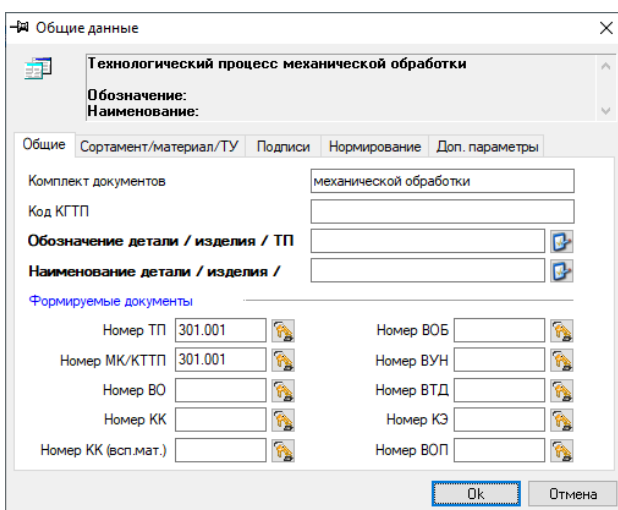 Общие данные
Технологический процесс механической обработки
Обозначение:
Наименование:
Общие Сортамент/материал/ТУ Подписи Нормирование Доп. параметры
Комплект документов механической обработки
Код КГТП
Обозначение детали / изделия / ТП
Наименование детали / изделия /
Формируемые документы
Номер ТП 301.001 Номер ВОБ
Номер МК/КТТП 301.001 Номер ВУН
Номер ВО Номер ВТД
Номер КК Номер КЭ
Номер КК (всп.мат.) Номер ВОП
Ok Отмена